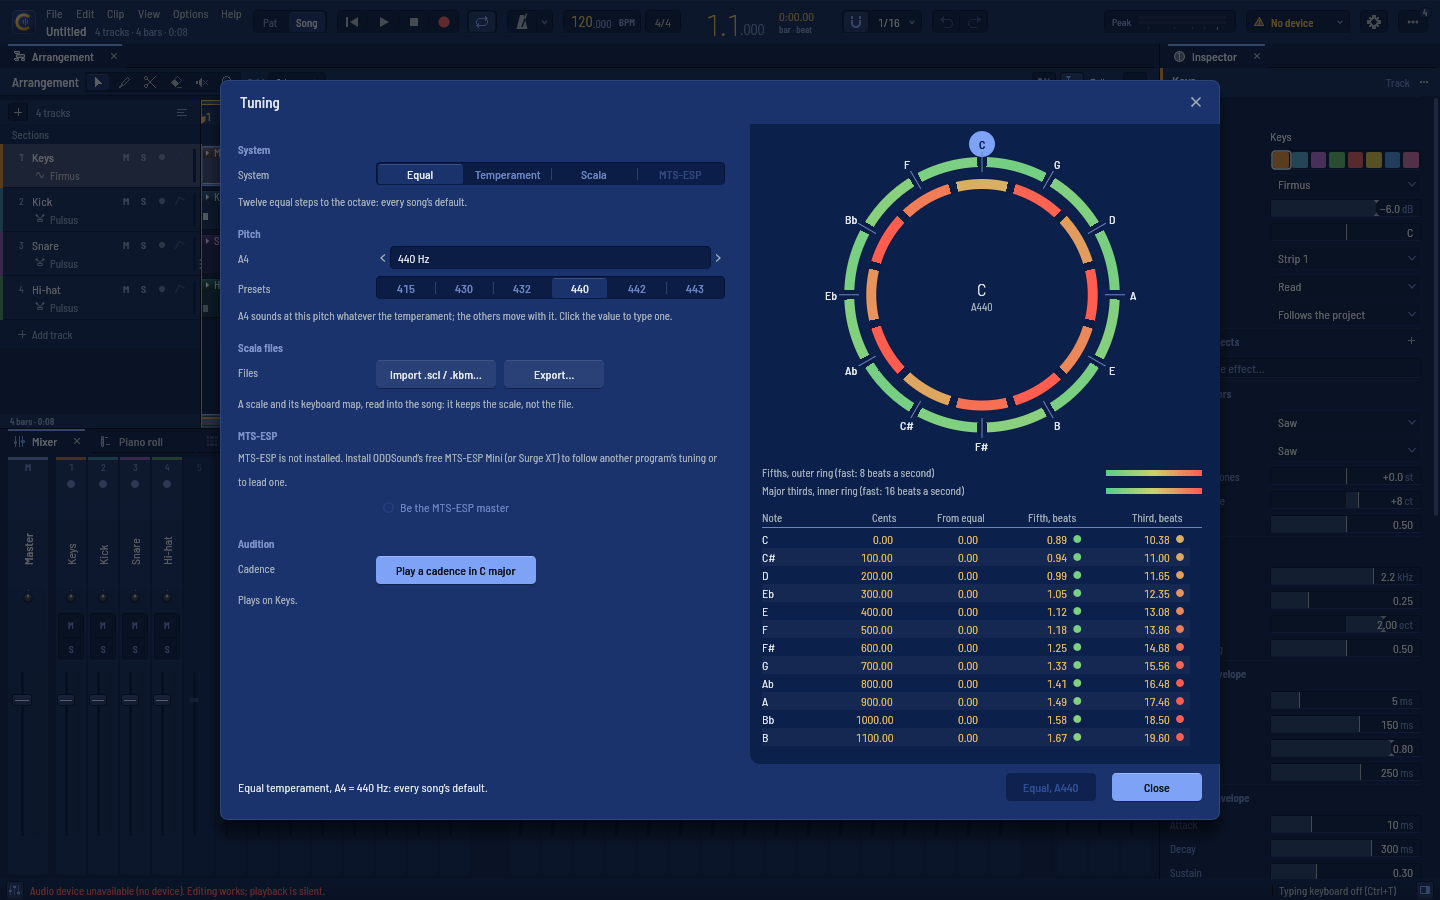 File Edit Clip View Options Help
Untitled 4 tracks · 4 bars · 0:08
Pat Song
120.000 BPM 4/4
1.1.000
0:00.00
bar · beat
1/16
Peak
No device
4
Arrangement
Inspector
Arrangement
Track
4 tracks
1
Sections
1 Keys M S
Firmus
2 Kick M S
Pulsus
3 Snare M S
Pulsus
4 Hi-hat M S
Pulsus
+ Add track
4 bars · 0:08
Mixer
Piano roll
M 1 2 3 4 5
Master Keys Kick Snare Hi-hat
M M M M
S S S S
Tuning
System
System Equal Temperament Scala MTS-ESP
Twelve equal steps to the octave: every song's default.
Pitch
A4 440 Hz
Presets 415 430 432 440 442 443
A4 sounds at this pitch whatever the temperament; the others move with it. Click the value to type one.
Scala files
Files Import .scl / .kbm... Export...
A scale and its keyboard map, read into the song: it keeps the scale, not the file.
MTS-ESP
MTS-ESP is not installed. Install ODDSound's free MTS-ESP Mini (or Surge XT) to follow another program's tuning or
to lead one.
Be the MTS-ESP master
Audition
Cadence Play a cadence in C major
Plays on Keys.
Equal temperament, A4 = 440 Hz: every song's default.
C
F G
Bb D
Eb A
Ab E
C# B
F#
C
A440
Fifths, outer ring (fast: 8 beats a second)
Major thirds, inner ring (fast: 16 beats a second)
Note Cents From equal Fifth, beats Third, beats
C 0.00 0.00 0.89 10.38
C# 100.00 0.00 0.94 11.00
D 200.00 0.00 0.99 11.65
Eb 300.00 0.00 1.05 12.35
E 400.00 0.00 1.12 13.08
F 500.00 0.00 1.18 13.86
F# 600.00 0.00 1.25 14.68
G 700.00 0.00 1.33 15.56
Ab 800.00 0.00 1.41 16.48
A 900.00 0.00 1.49 17.46
Bb 1000.00 0.00 1.58 18.50
B 1100.00 0.00 1.67 19.60
Equal, A440 Close
Keys
Firmus
−6.0 dB
C
Strip 1
Read
Follows the project
Saw
Saw
+0.0 st
+8 ct
0.50
2.2 kHz
0.25
2.00 oct
0.50
5 ms
150 ms
0.80
250 ms
Attack 10 ms
Decay 300 ms
Sustain 0.30
Audio device unavailable (no device). Editing works; playback is silent.
Typing keyboard off (Ctrl+T)